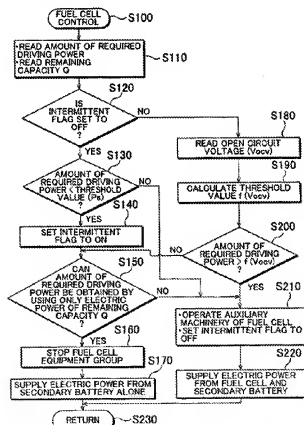 FUEL CELL
CONTROL
S100
S110
•READ AMOUNT OF REQUIRED
DRIVING POWER
•READ REMAINING
CAPACITY Q
S120
IS
INTERMITTENT
FLAG SET TO
OFF
?
NO
YES
S130
AMOUNT OF
REQUIRED DRIVING
POWER < THRESHOLD
VALUE (Ps)
?
NO
YES
S140
SET INTERMITTENT
FLAG TO ON
S150
CAN
AMOUNT OF
REQUIRED DRIVING
POWER BE OBTAINED BY
USING ONLY ELECTRIC
POWER OF REMAINING
CAPACITY Q
?
NO
YES
S160
STOP FUEL CELL
EQUIPMENT GROUP
S170
SUPPLY ELECTRIC POWER FROM
SECONDARY BATTERY ALONE
S180
READ OPEN CIRCUIT
VOLTAGE (Vocv)
S190
CALCULATE THRESHOLD
VALUE f (Vocv)
S200
AMOUNT OF
REQUIRED DRIVING
POWER > f (Vocv)
?
NO
YES
S210
•OPERATE AUXILIARY
MACHINERY OF FUEL CELL
•SET INTERMITTENT FLAG TO
OFF
S220
SUPPLY ELECTRIC POWER
FROM FUEL CELL AND
SECONDARY BATTERY
RETURN
S230